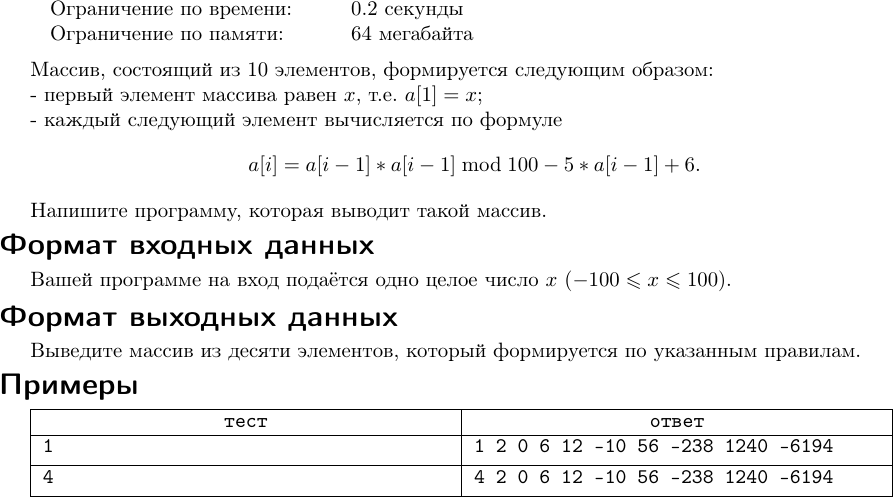 Ограничение по времени: 0.2 секунды
Ограничение по памяти: 64 мегабайта
Массив, состоящий из 10 элементов, формируется следующим образом:
- первый элемент массива равен x, т.е. a[1] = x;
- каждый следующий элемент вычисляется по формуле
a[i] = a[i − 1] ∗ a[i − 1] mod 100 − 5 ∗ a[i − 1] + 6.
Напишите программу, которая выводит такой массив.
Формат входных данных
Вашей программе на вход подаётся одно целое число x (−100 ⩽ x ⩽ 100).
Формат выходных данных
Выведите массив из десяти элементов, который формируется по указанным правилам.
Примеры
тест ответ
1 1 2 0 6 12 -10 56 -238 1240 -6194
4 4 2 0 6 12 -10 56 -238 1240 -6194